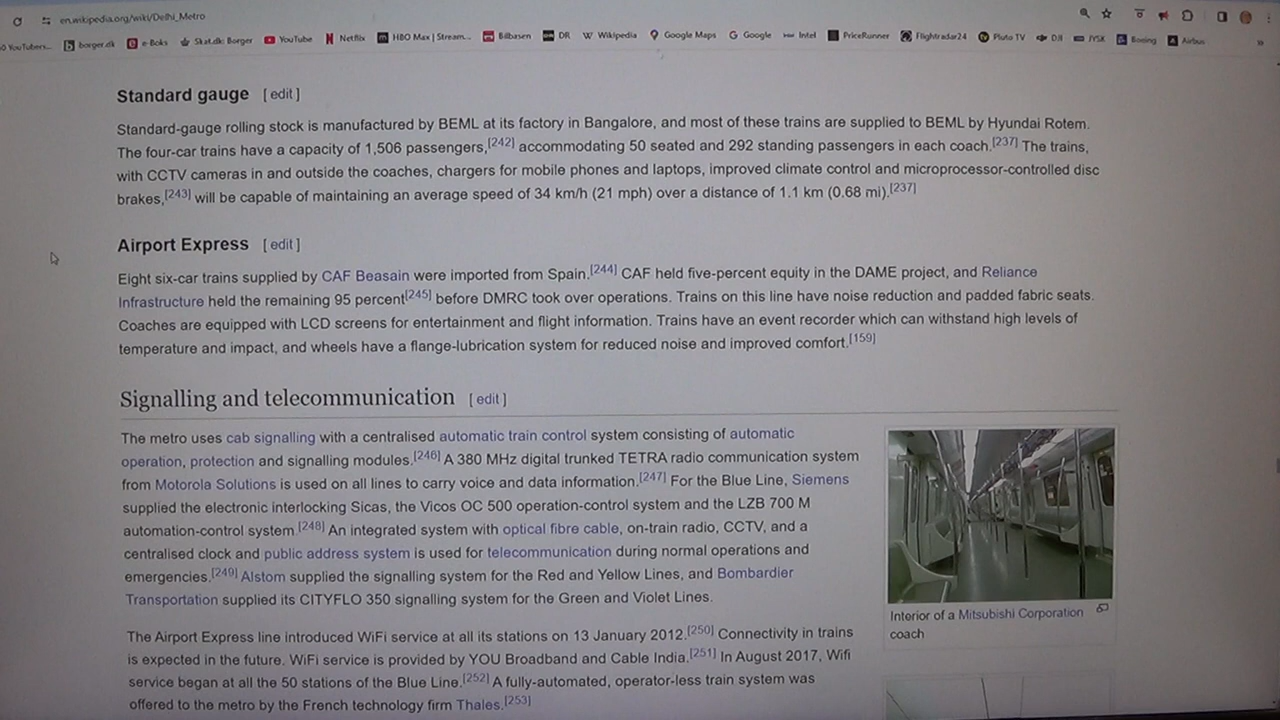 en.wikipedia.org/wiki/Delhi_Metro
YouTubers... borger.dk e-Boks Skat.dk: Borger YouTube Netflix HBO Max | Stream... Bilbasen DR Wikipedia Google Maps Google Intel PriceRunner Flightradar24 Pluto TV DJI JYSK Boeing Airbus »
Standard gauge [ edit ]
Standard-gauge rolling stock is manufactured by BEML at its factory in Bangalore, and most of these trains are supplied to BEML by Hyundai Rotem.
The four-car trains have a capacity of 1,506 passengers,[242] accommodating 50 seated and 292 standing passengers in each coach.[237] The trains,
with CCTV cameras in and outside the coaches, chargers for mobile phones and laptops, improved climate control and microprocessor-controlled disc
brakes,[243] will be capable of maintaining an average speed of 34 km/h (21 mph) over a distance of 1.1 km (0.68 mi).[237]
Airport Express [ edit ]
Eight six-car trains supplied by CAF Beasain were imported from Spain.[244] CAF held five-percent equity in the DAME project, and Reliance
Infrastructure held the remaining 95 percent[245] before DMRC took over operations. Trains on this line have noise reduction and padded fabric seats.
Coaches are equipped with LCD screens for entertainment and flight information. Trains have an event recorder which can withstand high levels of
temperature and impact, and wheels have a flange-lubrication system for reduced noise and improved comfort.[159]
Signalling and telecommunication [ edit ]
The metro uses cab signalling with a centralised automatic train control system consisting of automatic
operation, protection and signalling modules.[246] A 380 MHz digital trunked TETRA radio communication system
from Motorola Solutions is used on all lines to carry voice and data information.[247] For the Blue Line, Siemens
supplied the electronic interlocking Sicas, the Vicos OC 500 operation-control system and the LZB 700 M
automation-control system.[248] An integrated system with optical fibre cable, on-train radio, CCTV, and a
centralised clock and public address system is used for telecommunication during normal operations and
emergencies.[249] Alstom supplied the signalling system for the Red and Yellow Lines, and Bombardier
Transportation supplied its CITYFLO 350 signalling system for the Green and Violet Lines.
The Airport Express line introduced WiFi service at all its stations on 13 January 2012.[250] Connectivity in trains
is expected in the future. WiFi service is provided by YOU Broadband and Cable India.[251] In August 2017, Wifi
service began at all the 50 stations of the Blue Line.[252] A fully-automated, operator-less train system was
offered to the metro by the French technology firm Thales.[253]
Interior of a Mitsubishi Corporation
coach